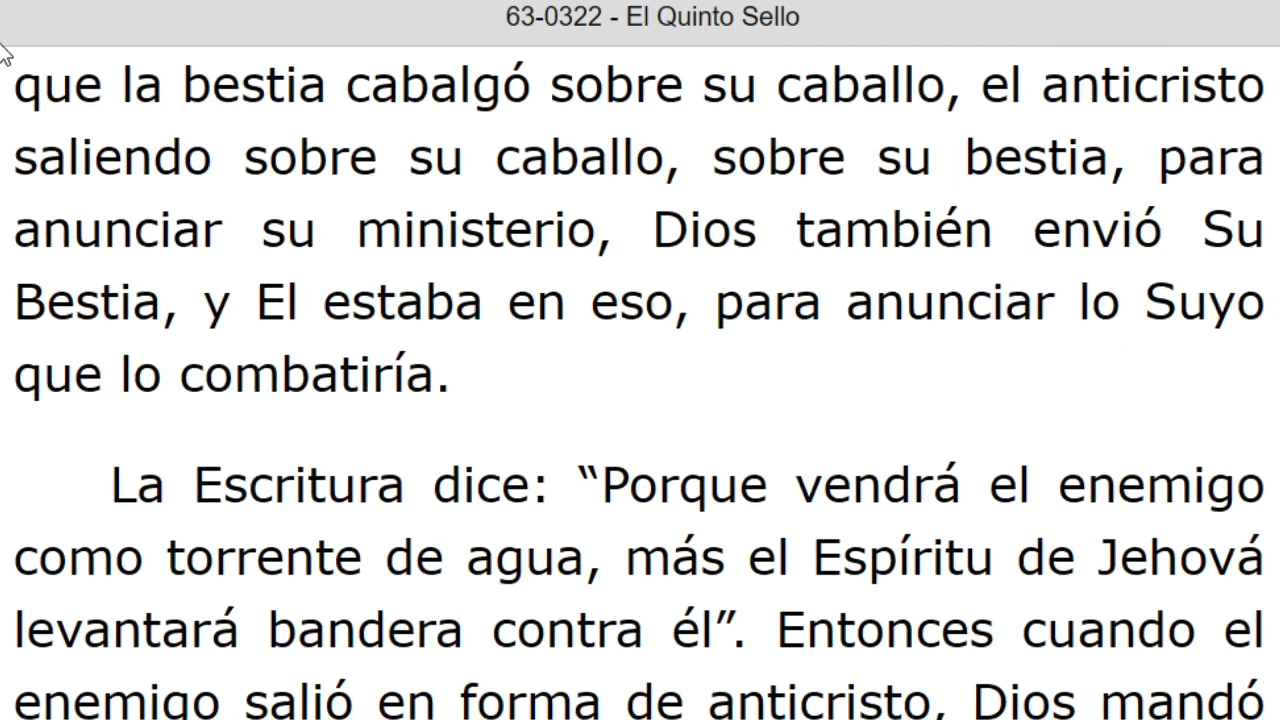 63-0322 - El Quinto Sello
que la bestia cabalgó sobre su caballo, el anticristo
saliendo sobre su caballo, sobre su bestia, para
anunciar su ministerio, Dios también envió Su
Bestia, y El estaba en eso, para anunciar lo Suyo
que lo combatiría.
La Escritura dice: “Porque vendrá el enemigo
como torrente de agua, más el Espíritu de Jehová
levantará bandera contra él”. Entonces cuando el
enemigo salió en forma de anticristo, Dios mandó